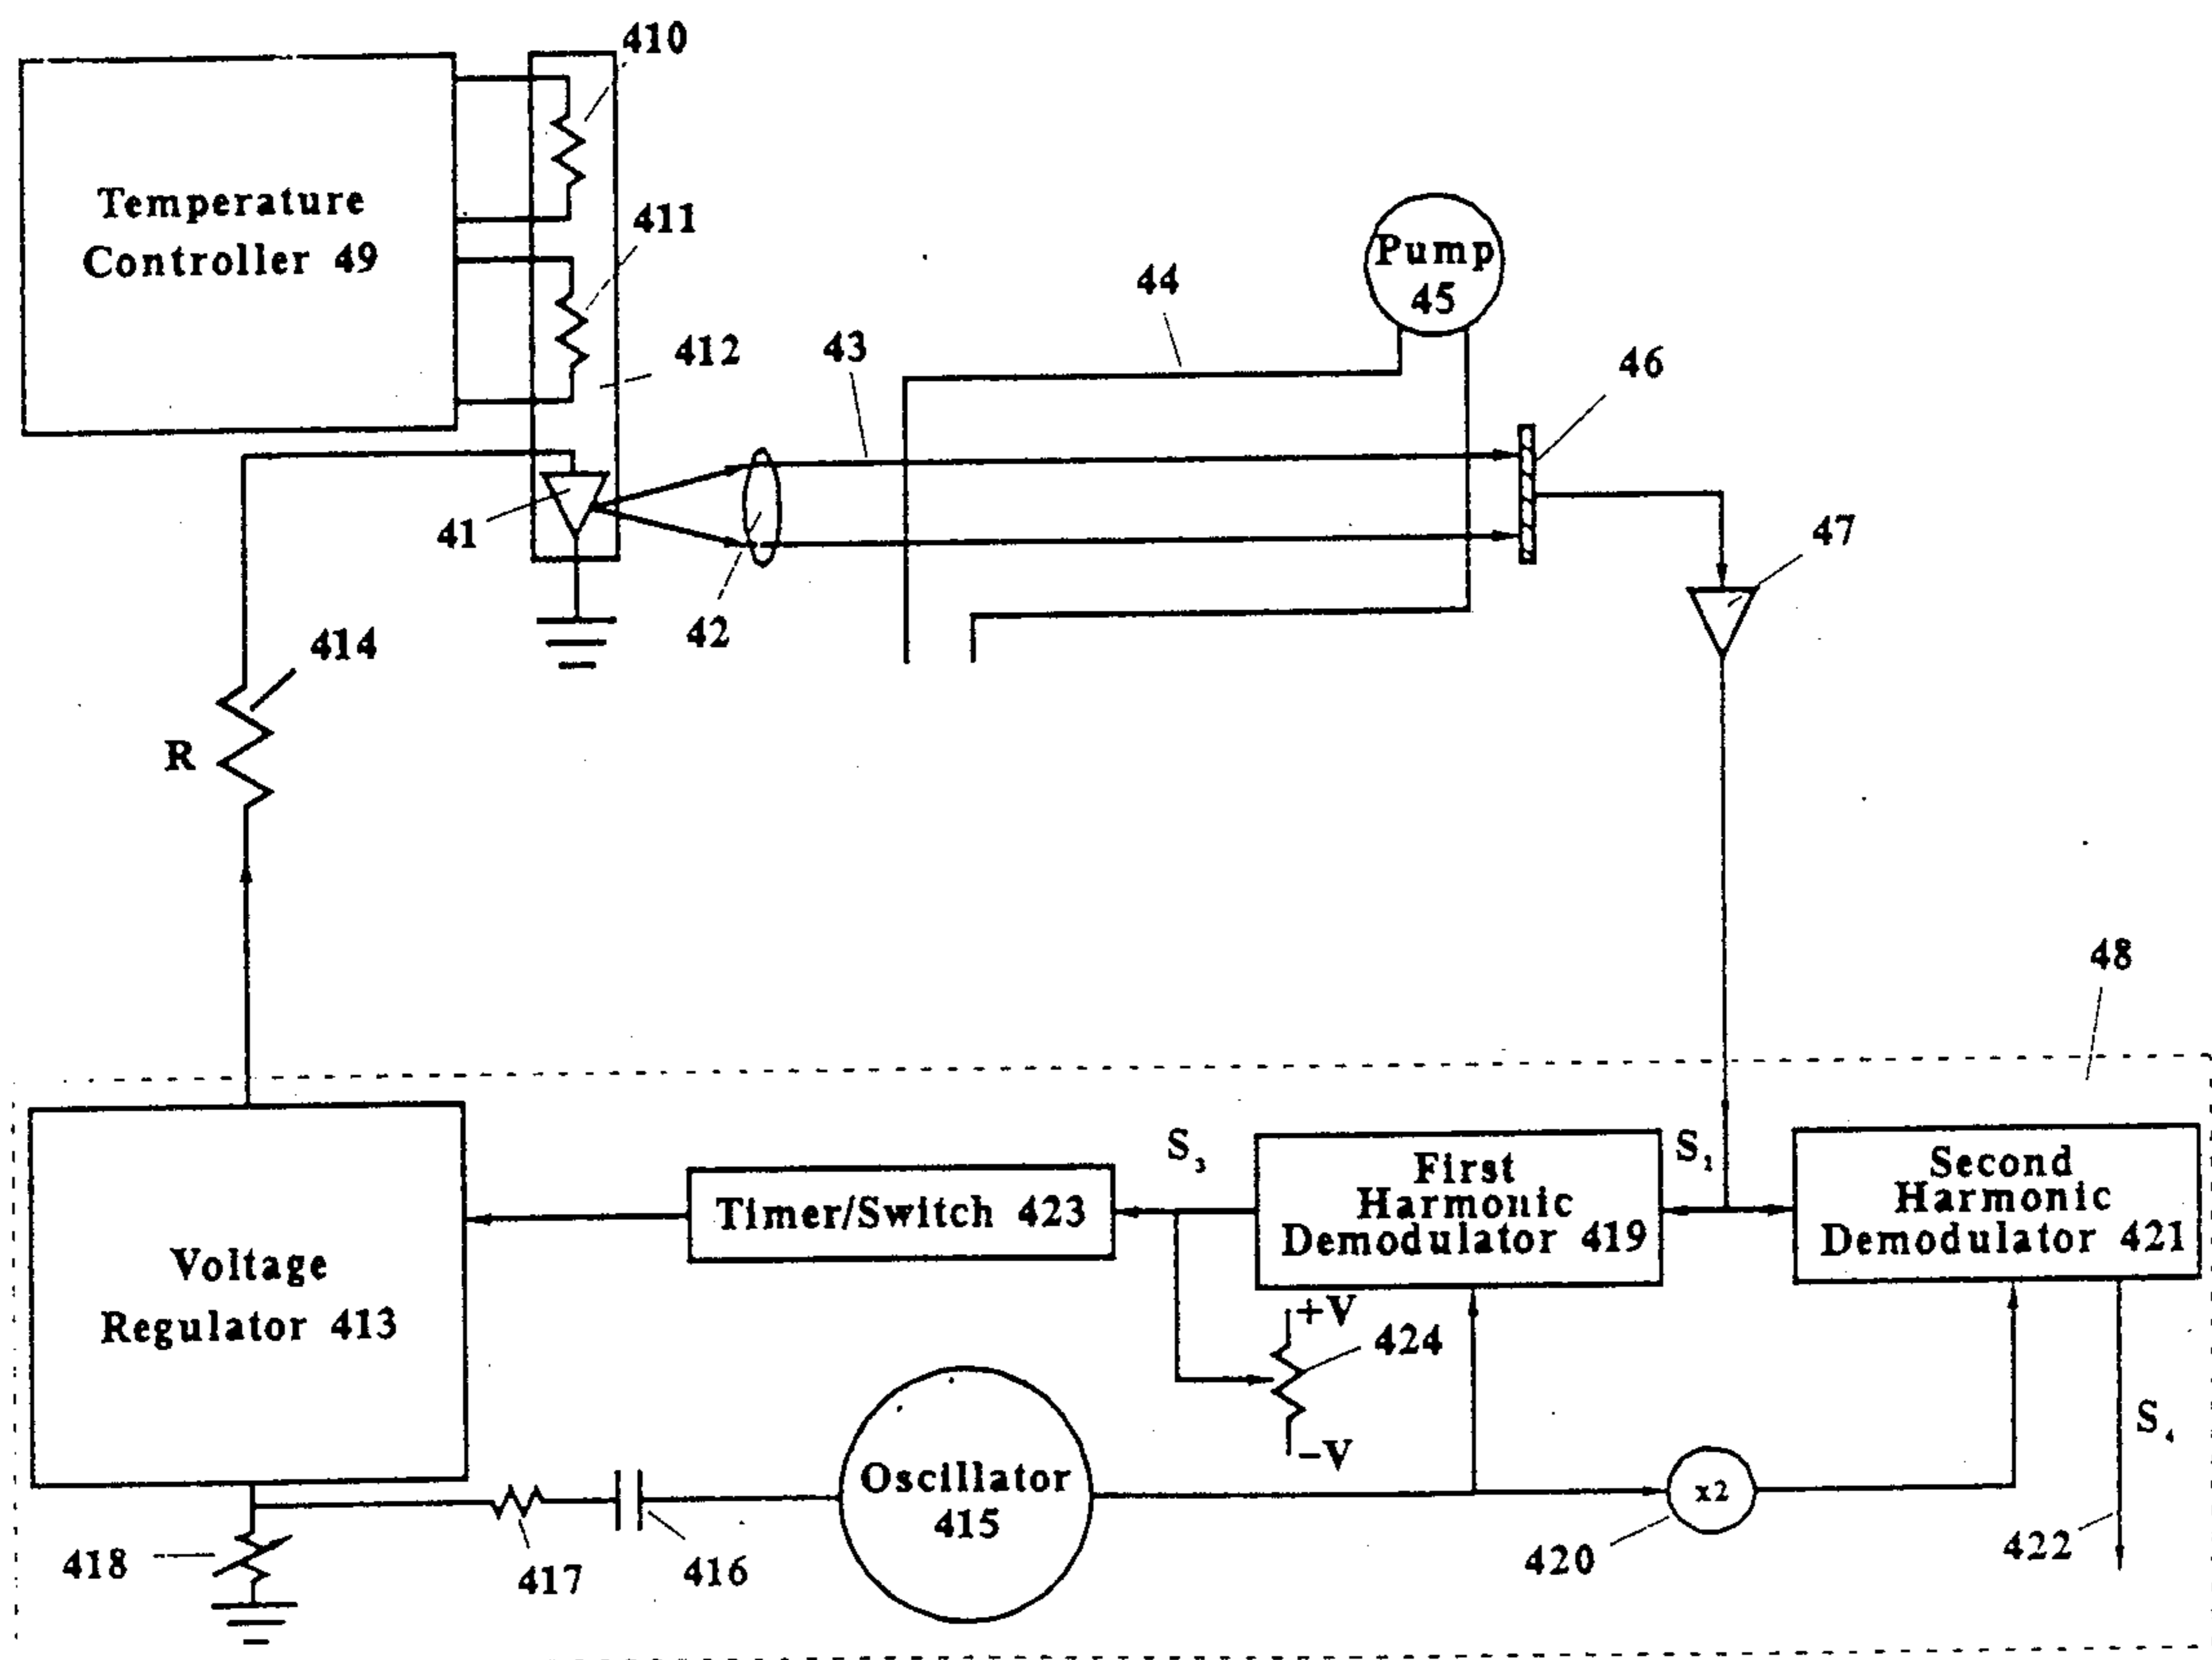 410
Temperature
Controller 49
411
412
Pump
45
44
43
46
41
42
47
414
R
48
S₃
First
Harmonic
Demodulator 419
Second
Harmonic
Demodulator 421
Timer/Switch 423
Voltage
Regulator 413
+V
424
−V
S₄
Oscillator
415
x2
418
417
416
420
422